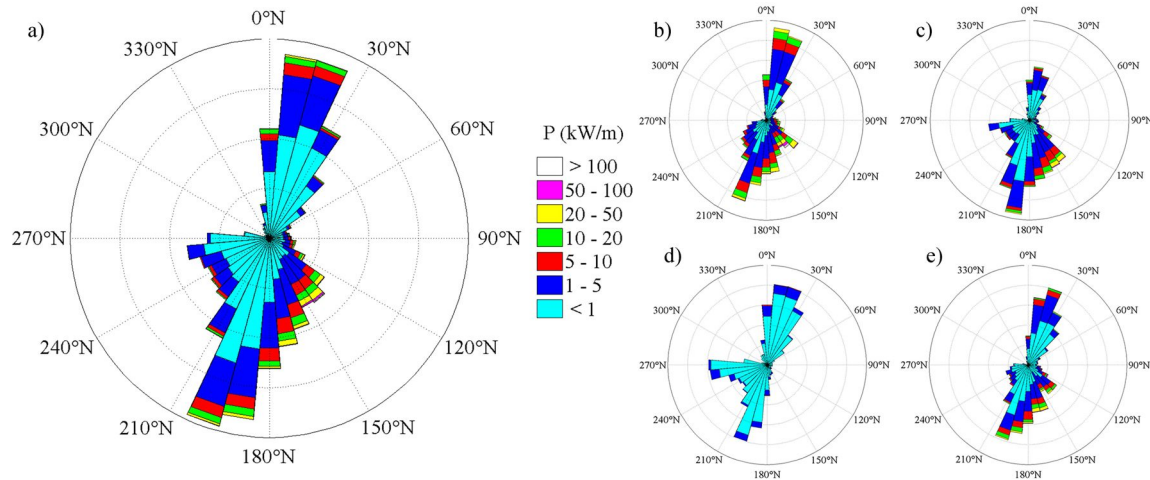 a)
0°N
30°N
60°N
90°N
120°N
150°N
180°N
210°N
240°N
270°N
300°N
330°N
P (kW/m)
> 100
50 - 100
20 - 50
10 - 20
5 - 10
1 - 5
< 1
b)
0°N
30°N
60°N
90°N
120°N
150°N
180°N
210°N
240°N
270°N
300°N
330°N
c)
0°N
30°N
60°N
90°N
120°N
150°N
180°N
210°N
240°N
270°N
300°N
330°N
d)
0°N
30°N
60°N
90°N
120°N
150°N
180°N
210°N
240°N
270°N
300°N
330°N
e)
0°N
30°N
60°N
90°N
120°N
150°N
180°N
210°N
240°N
270°N
300°N
330°N